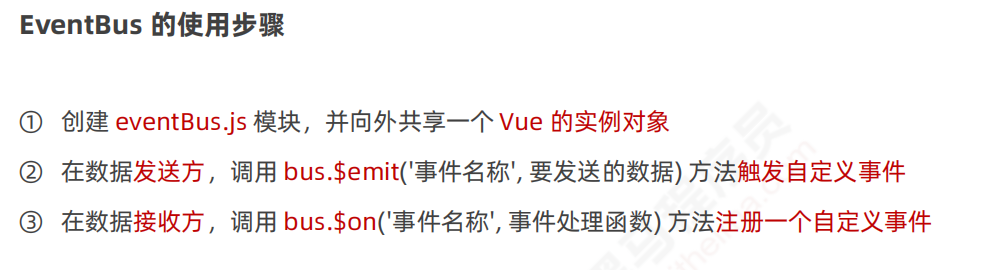 EventBus 的使用步骤
① 创建 eventBus.js 模块，并向外共享一个 Vue 的实例对象
② 在数据发送方，调用 bus.$emit('事件名称', 要发送的数据) 方法触发自定义事件
③ 在数据接收方，调用 bus.$on('事件名称', 事件处理函数) 方法注册一个自定义事件